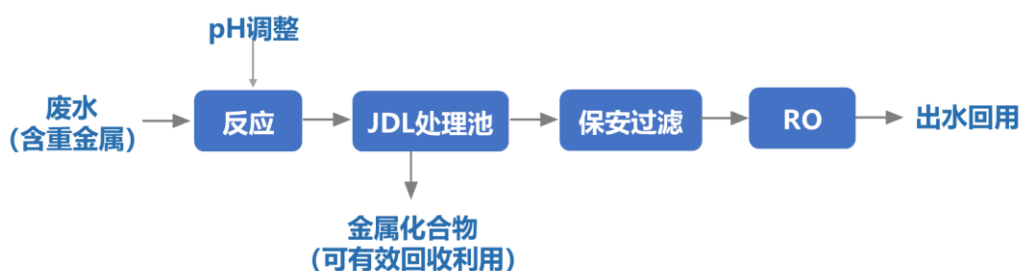 pH调整
废水
(含重金属)
反应
JDL处理池
保安过滤
RO
出水回用
金属化合物
(可有效回收利用)